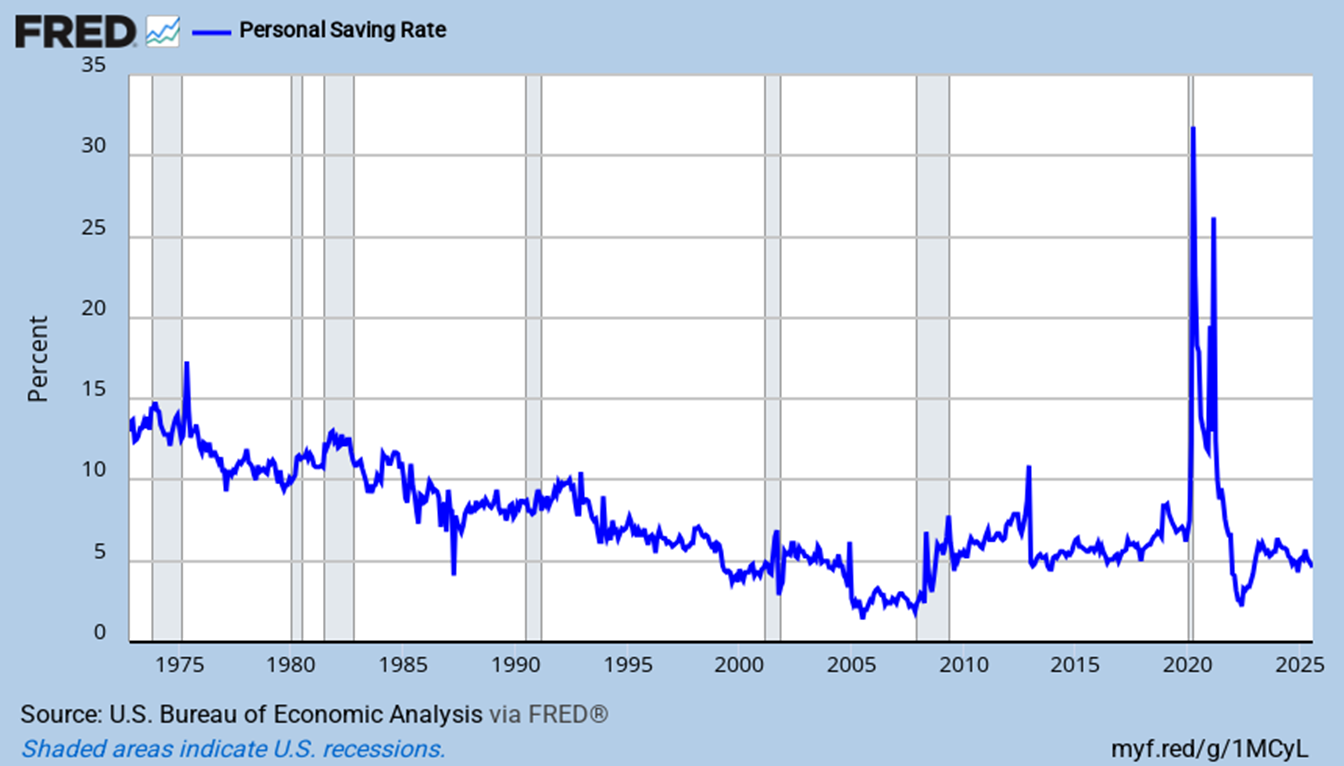 FRED Personal Saving Rate
35
30
25
20
15
10
5
0
Percent
1975 1980 1985 1990 1995 2000 2005 2010 2015 2020 2025
Source: U.S. Bureau of Economic Analysis via FRED®
Shaded areas indicate U.S. recessions.
myf.red/g/1MCyL